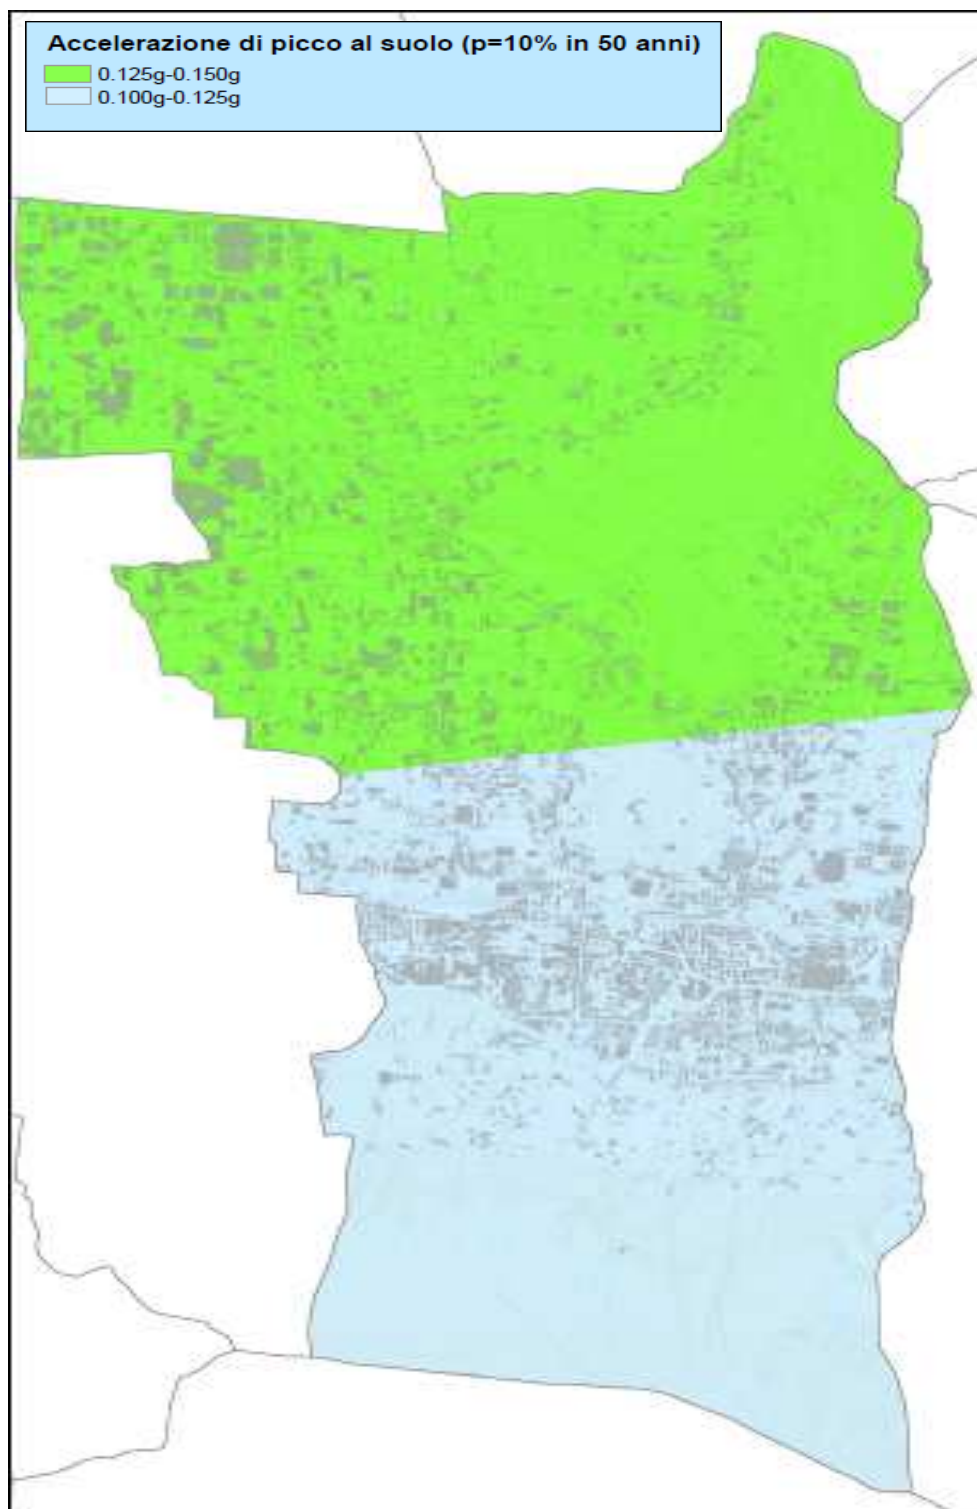 Accelerazione di picco al suolo (p=10% in 50 anni)
0.125g-0.150g
0.100g-0.125g